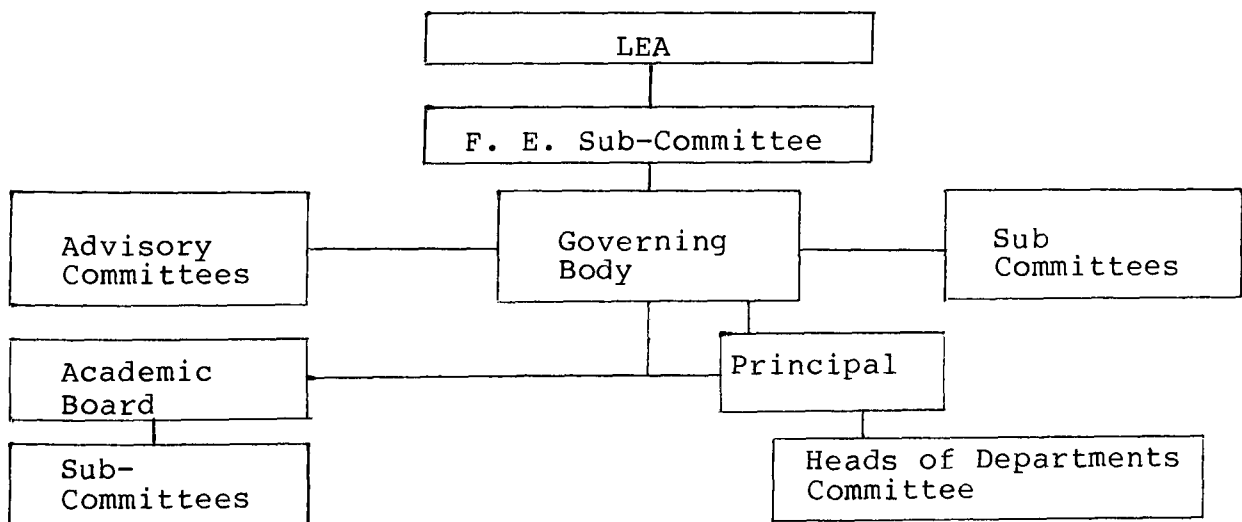 LEA
F. E. Sub-Committee
Advisory
Committees
Governing
Body
Sub
Committees
Academic
Board
Principal
Sub-
Committees
Heads of Departments
Committee